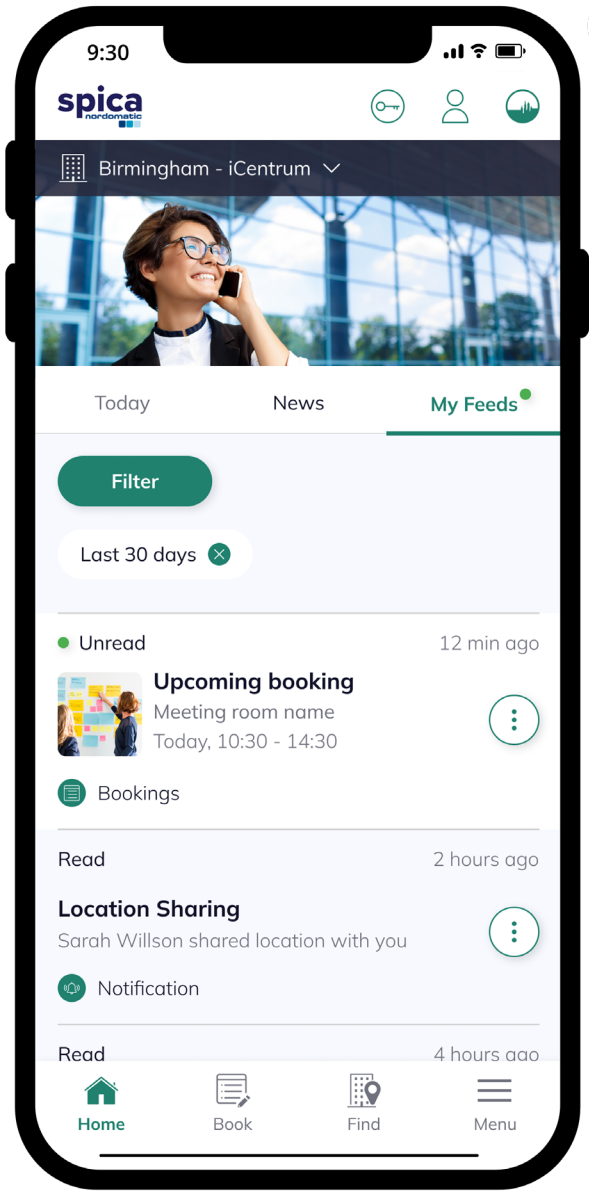 9:30
spica
nordomatic
Birmingham - iCentrum
Today
News
My Feeds
Filter
Last 30 days
Unread
12 min ago
Upcoming booking
Meeting room name
Today, 10:30 - 14:30
Bookings
Read
2 hours ago
Location Sharing
Sarah Willson shared location with you
Notification
Read
4 hours ago
Home
Book
Find
Menu